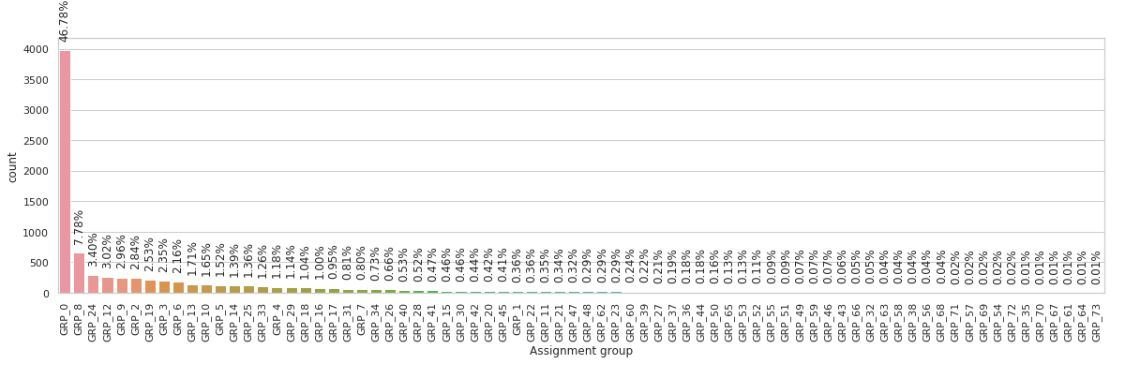 46.78%
7.78%
3.40%
3.02%
2.96%
2.84%
2.53%
2.35%
2.16%
1.71%
1.65%
1.52%
1.39%
1.36%
1.26%
1.18%
1.14%
1.04%
1.00%
0.95%
0.81%
0.80%
0.73%
0.66%
0.53%
0.52%
0.47%
0.46%
0.46%
0.44%
0.42%
0.41%
0.36%
0.36%
0.35%
0.34%
0.32%
0.29%
0.29%
0.29%
0.24%
0.22%
0.21%
0.19%
0.18%
0.18%
0.16%
0.13%
0.13%
0.11%
0.09%
0.09%
0.07%
0.07%
0.07%
0.06%
0.05%
0.05%
0.04%
0.04%
0.04%
0.04%
0.04%
0.02%
0.02%
0.02%
0.02%
0.02%
0.01%
0.01%
0.01%
0.01%
0.01%
0.01%
4000
3500
3000
2500
2000
1500
1000
500
0
count
GRP_0
GRP_8
GRP_24
GRP_12
GRP_9
GRP_2
GRP_19
GRP_3
GRP_6
GRP_13
GRP_10
GRP_5
GRP_14
GRP_25
GRP_33
GRP_4
GRP_29
GRP_18
GRP_16
GRP_17
GRP_31
GRP_7
GRP_34
GRP_26
GRP_40
GRP_28
GRP_41
GRP_15
GRP_30
GRP_42
GRP_20
GRP_45
GRP_1
GRP_22
GRP_11
GRP_21
GRP_47
GRP_48
GRP_62
GRP_23
GRP_60
GRP_39
GRP_27
GRP_37
GRP_36
GRP_44
GRP_50
GRP_65
GRP_53
GRP_52
GRP_55
GRP_51
GRP_49
GRP_59
GRP_46
GRP_43
GRP_66
GRP_32
GRP_63
GRP_58
GRP_38
GRP_56
GRP_68
GRP_71
GRP_57
GRP_69
GRP_54
GRP_72
GRP_35
GRP_70
GRP_67
GRP_61
GRP_64
GRP_73
Assignment group